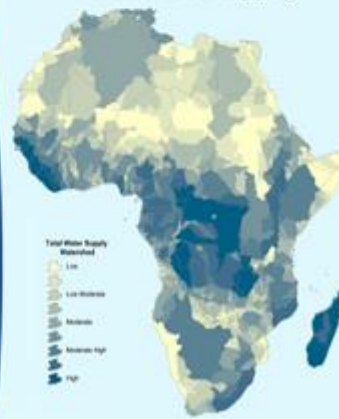 Total Water Supply
Watershed
Low
Low Moderate
Moderate
Moderate High
High